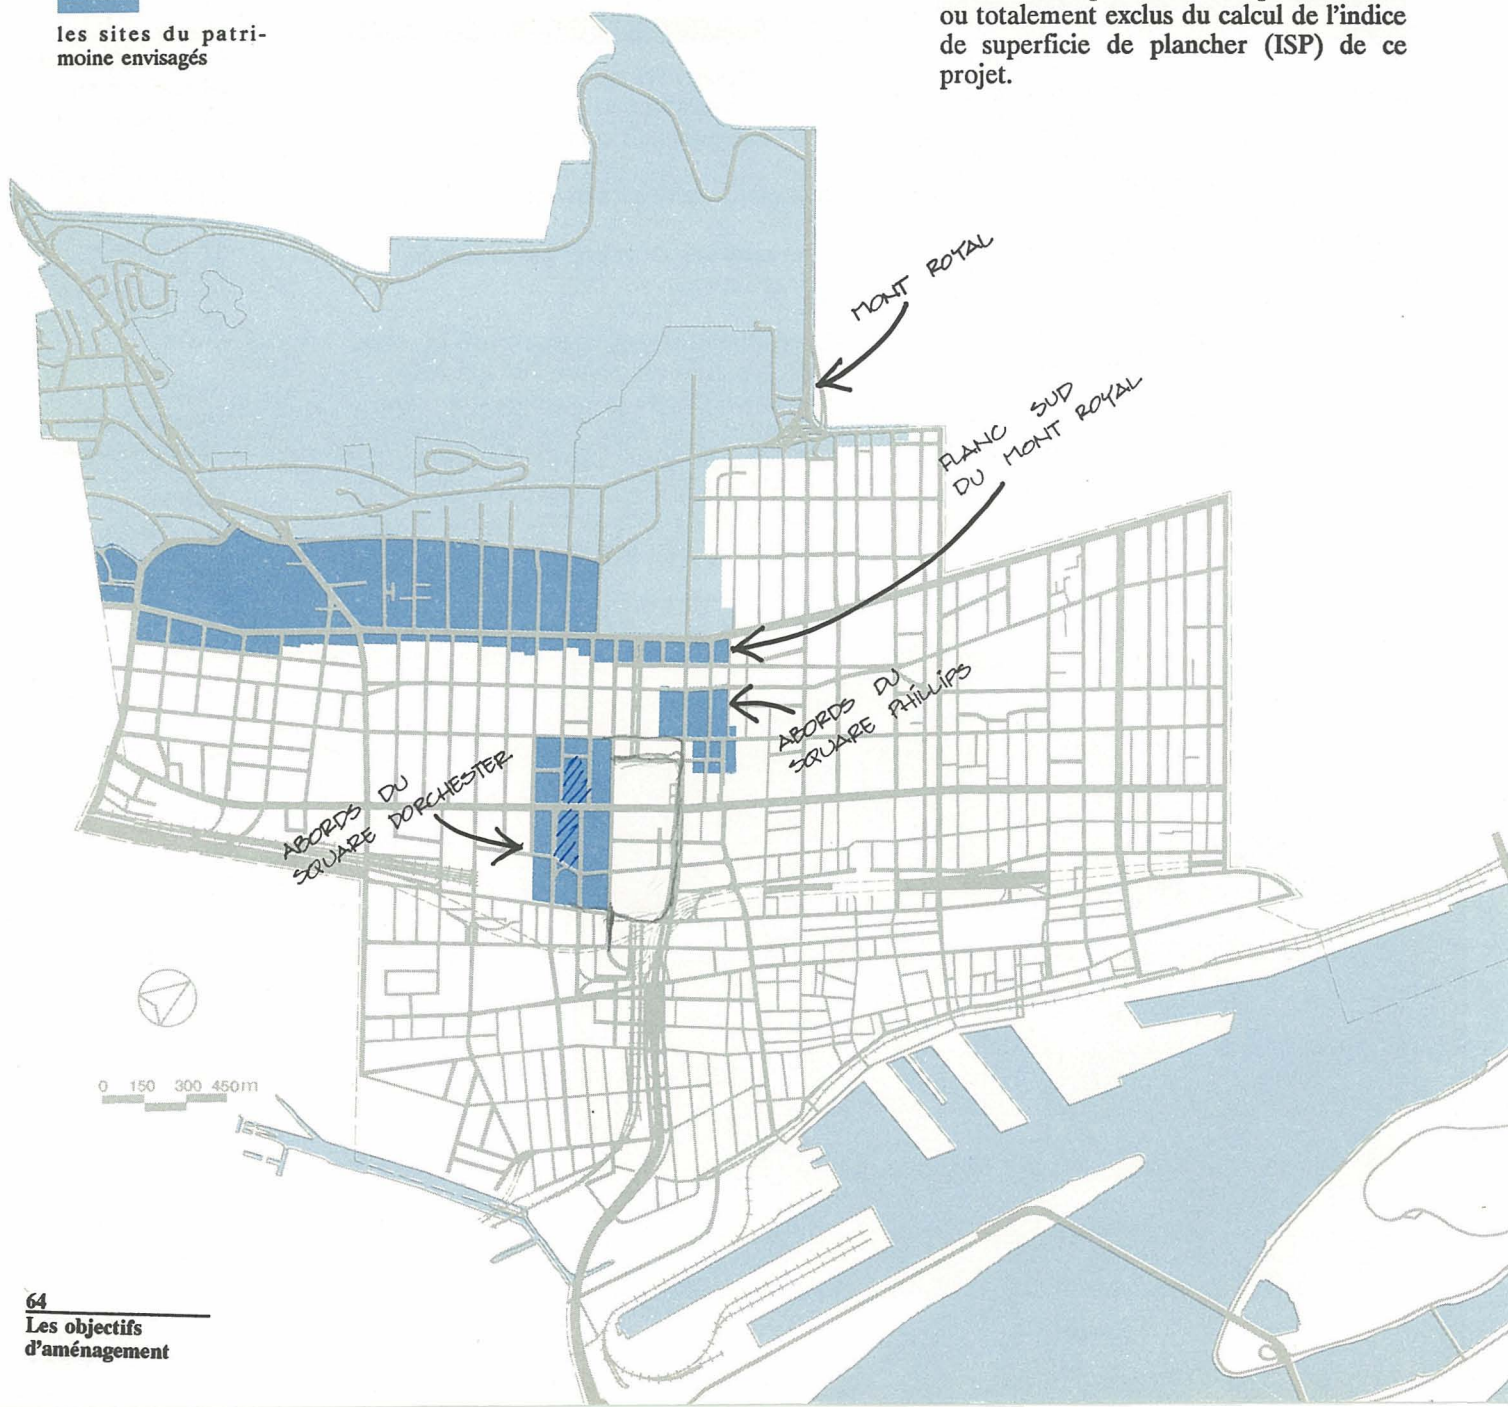 les sites du patri-
moine envisagés
ou totalement exclus du calcul de l'indice
de superficie de plancher (ISP) de ce
projet.
MONT ROYAL
FLANC SUD
DU MONT ROYAL
ABORDS DU
SQUARE PHILLIPS
ABORDS DU
SQUARE DORCHESTER
0 150 300 450m
64
Les objectifs
d'aménagement